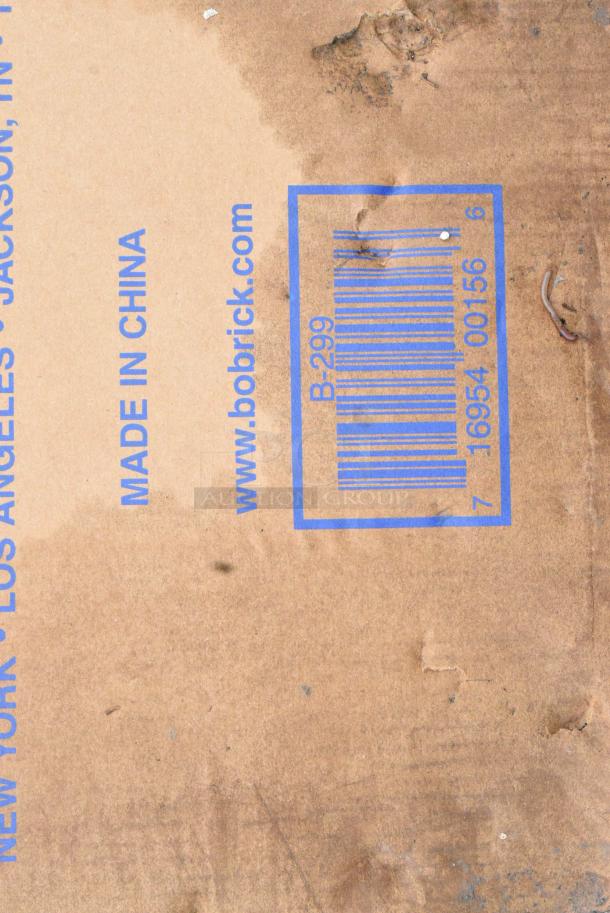 NEW YORK • LOS ANGELES • JACKSON, TN •
MADE IN CHINA
www.bobrick.com
B-299
7 16954 00156 6
AUCTION GROUP